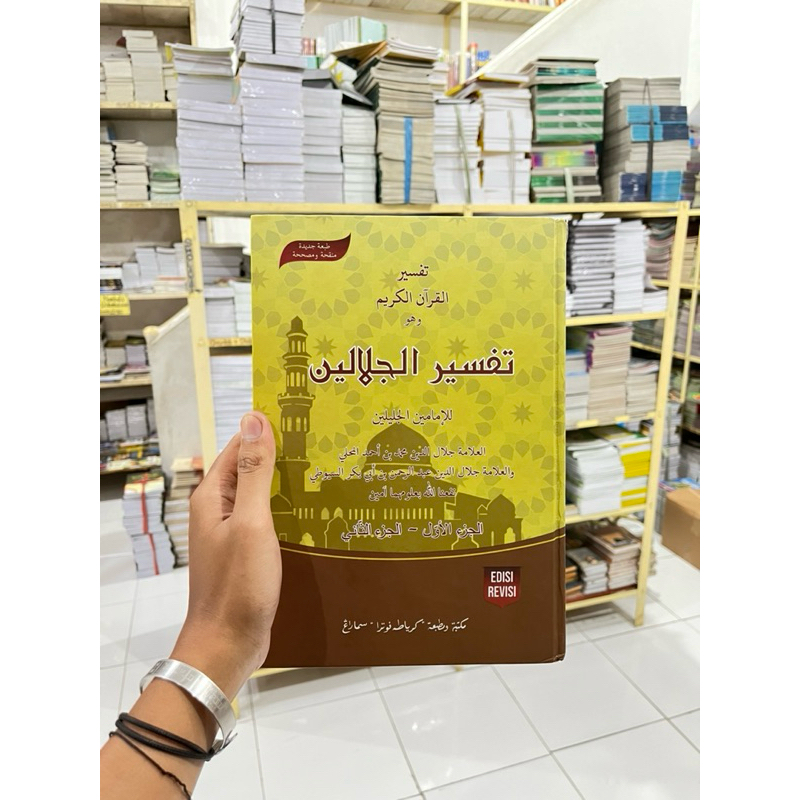 طبعة جديدة
منقحة ومصححة
تفسير
القرآن الكريم
وهو
تفسير الجلالين
للإمامين الجليلين
العلامة جلال الدين محمد بن أحمد المحلي
والعلامة جلال الدين عبد الرحمن بن أبي بكر السيوطي
نفعنا الله بعلومهما آمين
الجزء الأول - الجزء الثاني
EDISI
REVISI
مكتبة ومطبعة "كرياطه فوترا" سماراغ